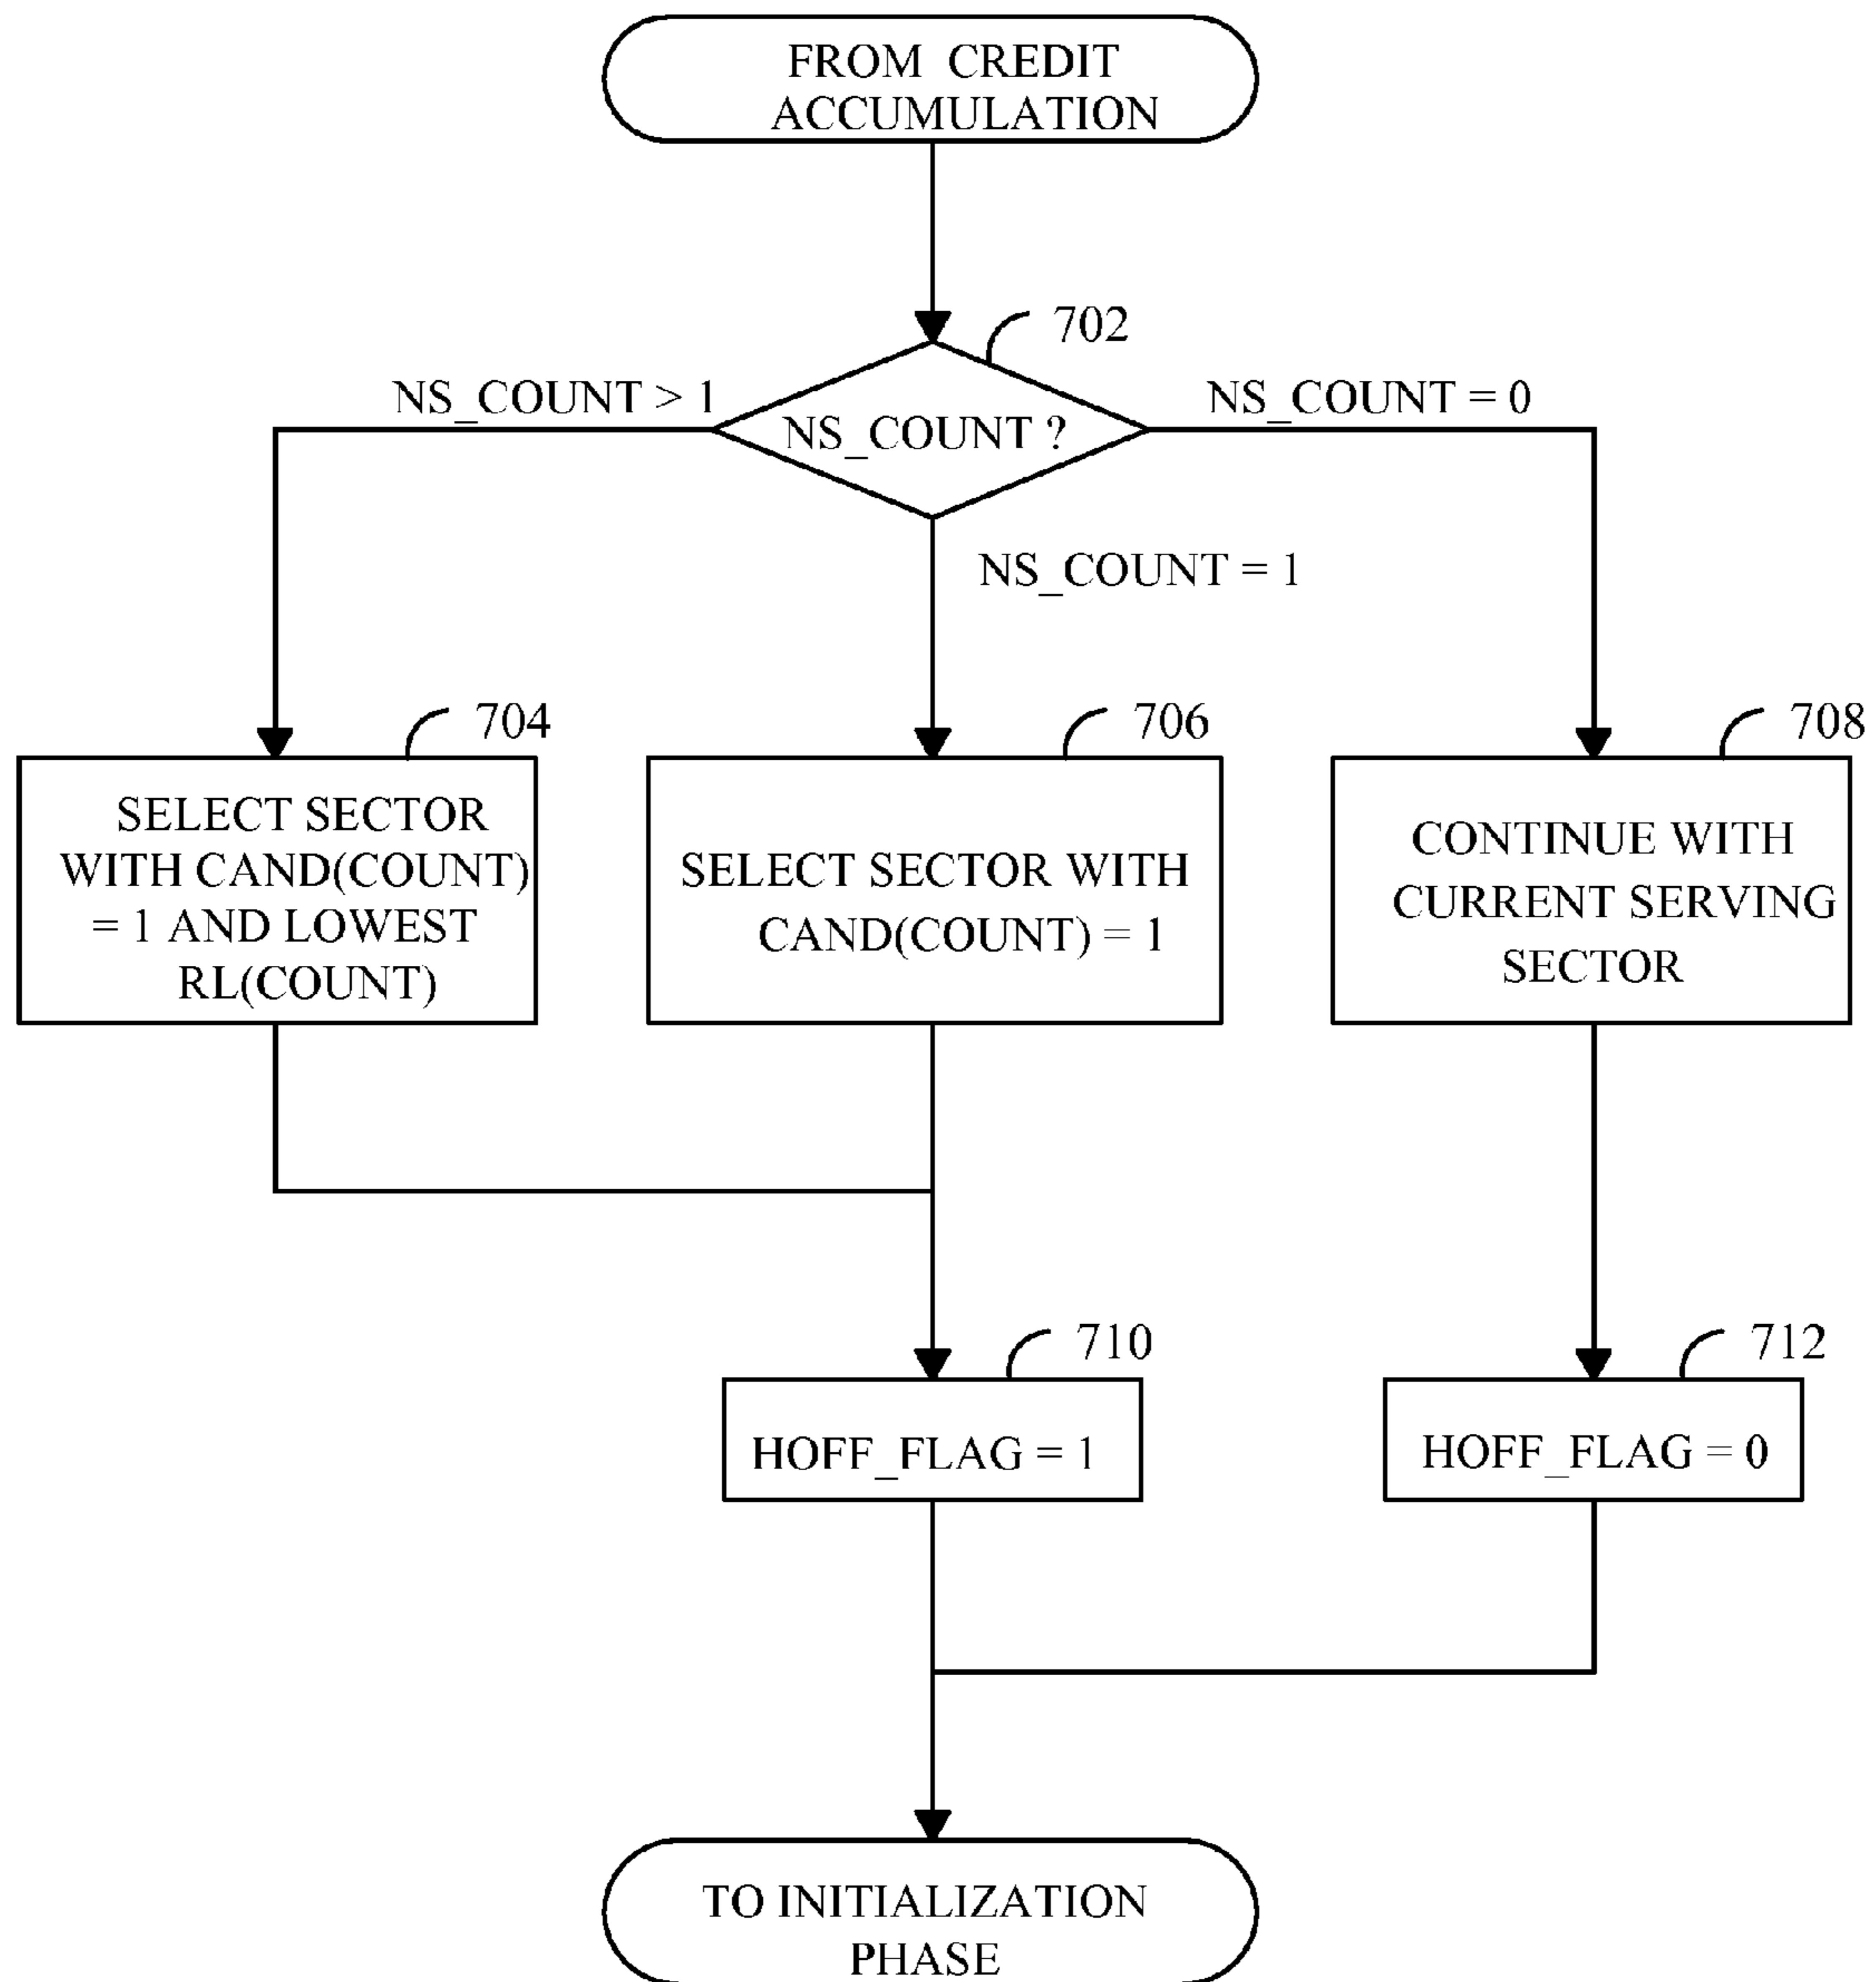 FROM CREDIT
ACCUMULATION
702
NS_COUNT > 1
NS_COUNT ?
NS_COUNT = 0
NS_COUNT = 1
704
706
708
SELECT SECTOR
WITH CAND(COUNT)
= 1 AND LOWEST
RL(COUNT)
SELECT SECTOR WITH
CAND(COUNT) = 1
CONTINUE WITH
CURRENT SERVING
SECTOR
710
712
HOFF_FLAG = 1
HOFF_FLAG = 0
TO INITIALIZATION
PHASE